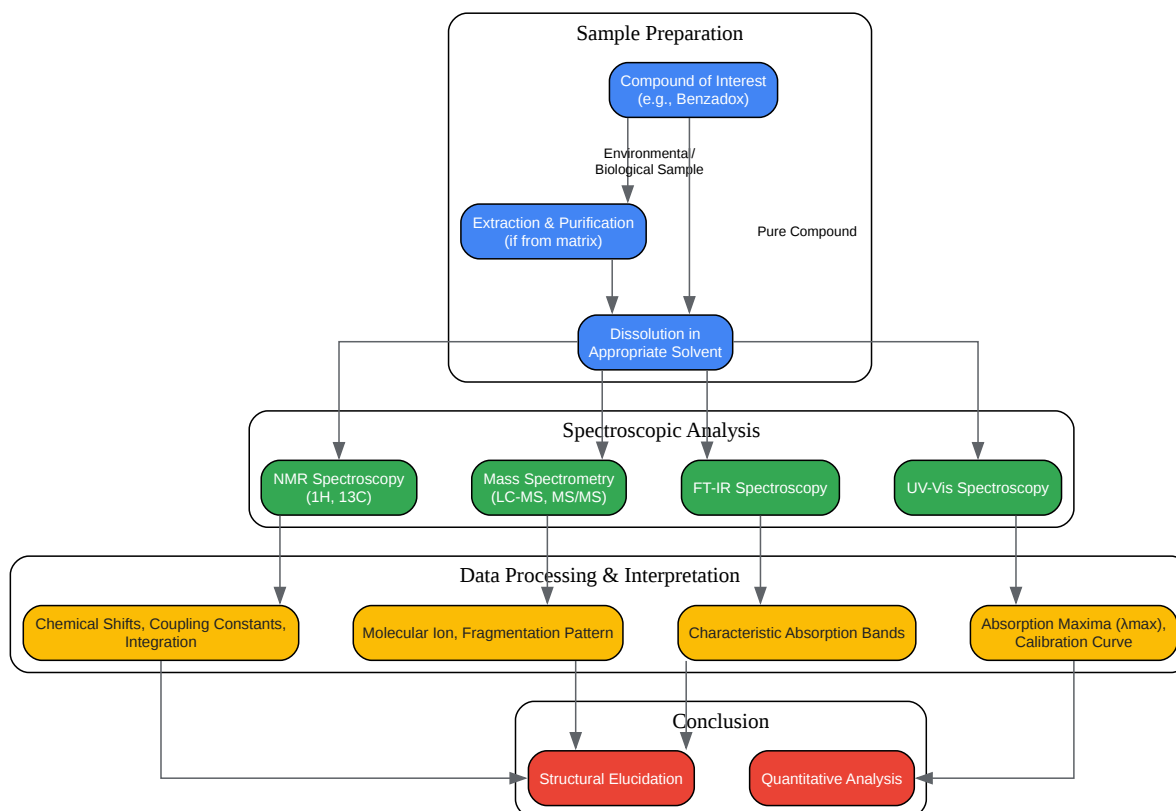 Sample Preparation
Compound of Interest
(e.g., Benzadox)
Environmental/
Biological Sample
Extraction & Purification
(if from matrix)
Pure Compound
Dissolution in
Appropriate Solvent
Spectroscopic Analysis
NMR Spectroscopy
(1H, 13C)
Mass Spectrometry
(LC-MS, MS/MS)
FT-IR Spectroscopy
UV-Vis Spectroscopy
Data Processing & Interpretation
Chemical Shifts, Coupling Constants,
Integration
Molecular Ion, Fragmentation Pattern
Characteristic Absorption Bands
Absorption Maxima (λmax),
Calibration Curve
Conclusion
Structural Elucidation
Quantitative Analysis